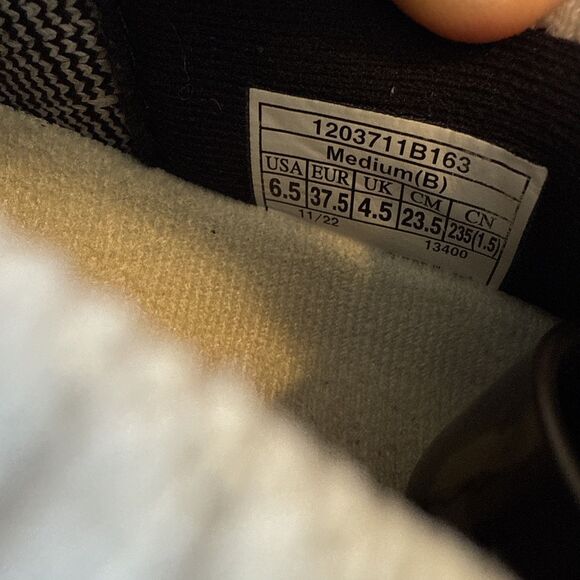 1203711B163
Medium(B)
USA EUR UK CM CN
6.5 37.5 4.5 23.5 235(1.5)
11/22 13400